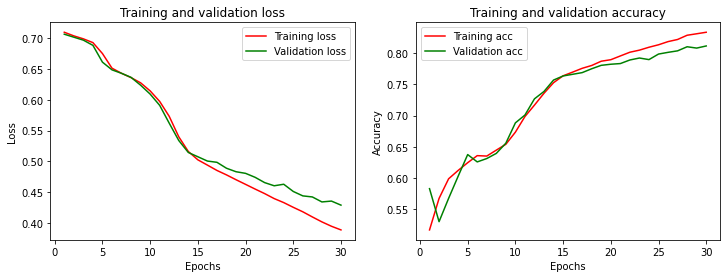 Training and validation loss
Training loss
Validation loss
0.70
0.65
0.60
0.55
0.50
0.45
0.40
Loss
0
5
10
15
20
25
30
Epochs
Training and validation accuracy
Training acc
Validation acc
0.80
0.75
0.70
0.65
0.60
0.55
Accuracy
0
5
10
15
20
25
30
Epochs